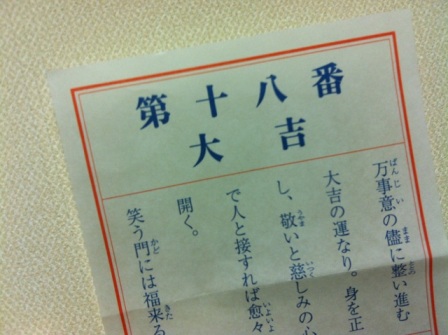 第十八番
大吉
万事意の儘に整い進む
大吉の運なり。身を正
し、敬いと慈しみの心
で人と接すれば愈々
開く。
笑う門には福来る